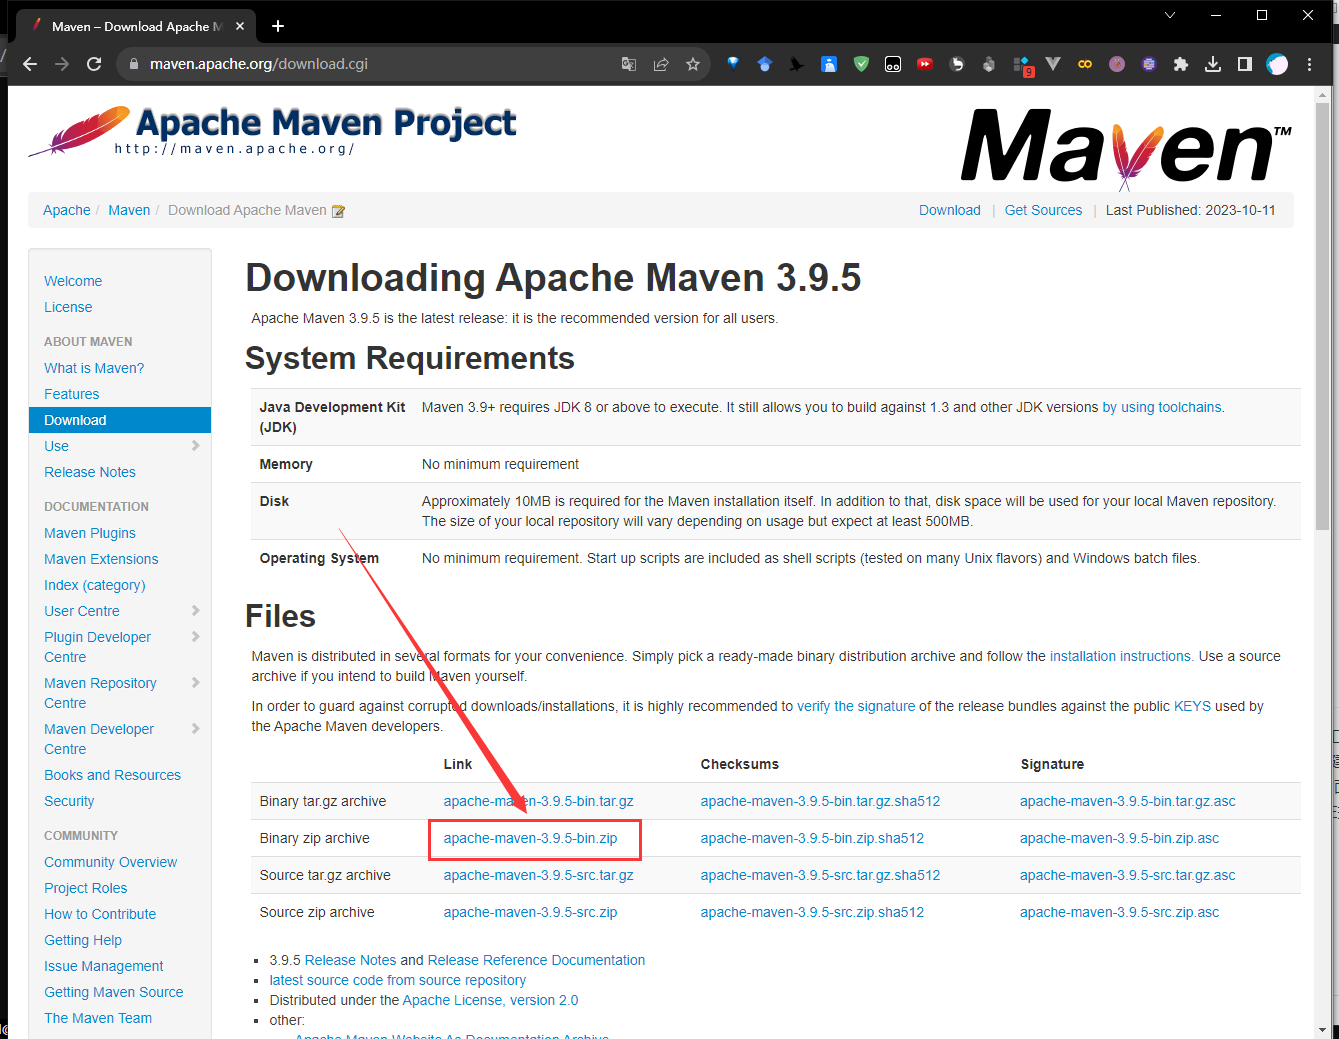 Maven – Download Apache M
maven.apache.org/download.cgi
9
Apache Maven Project
http://maven.apache.org/
Maven™
Apache / Maven / Download Apache Maven
Download | Get Sources | Last Published: 2023-10-11
Welcome
License
ABOUT MAVEN
What is Maven?
Features
Download
Use
Release Notes
DOCUMENTATION
Maven Plugins
Maven Extensions
Index (category)
User Centre
Plugin Developer
Centre
Maven Repository
Centre
Maven Developer
Centre
Books and Resources
Security
COMMUNITY
Community Overview
Project Roles
How to Contribute
Getting Help
Issue Management
Getting Maven Source
The Maven Team
Downloading Apache Maven 3.9.5
Apache Maven 3.9.5 is the latest release: it is the recommended version for all users.
System Requirements
Java Development Kit Maven 3.9+ requires JDK 8 or above to execute. It still allows you to build against 1.3 and other JDK versions by using toolchains.
(JDK)
Memory No minimum requirement
Disk Approximately 10MB is required for the Maven installation itself. In addition to that, disk space will be used for your local Maven repository.
The size of your local repository will vary depending on usage but expect at least 500MB.
Operating System No minimum requirement. Start up scripts are included as shell scripts (tested on many Unix flavors) and Windows batch files.
Files
Maven is distributed in several formats for your convenience. Simply pick a ready-made binary distribution archive and follow the installation instructions. Use a source
archive if you intend to build Maven yourself.
In order to guard against corrupted downloads/installations, it is highly recommended to verify the signature of the release bundles against the public KEYS used by
the Apache Maven developers.
Link Checksums Signature
Binary tar.gz archive apache-maven-3.9.5-bin.tar.gz apache-maven-3.9.5-bin.tar.gz.sha512 apache-maven-3.9.5-bin.tar.gz.asc
Binary zip archive apache-maven-3.9.5-bin.zip apache-maven-3.9.5-bin.zip.sha512 apache-maven-3.9.5-bin.zip.asc
Source tar.gz archive apache-maven-3.9.5-src.tar.gz apache-maven-3.9.5-src.tar.gz.sha512 apache-maven-3.9.5-src.tar.gz.asc
Source zip archive apache-maven-3.9.5-src.zip apache-maven-3.9.5-src.zip.sha512 apache-maven-3.9.5-src.zip.asc
3.9.5 Release Notes and Release Reference Documentation
latest source code from source repository
Distributed under the Apache License, version 2.0
other:
Apache Maven Website As Documentation Archive